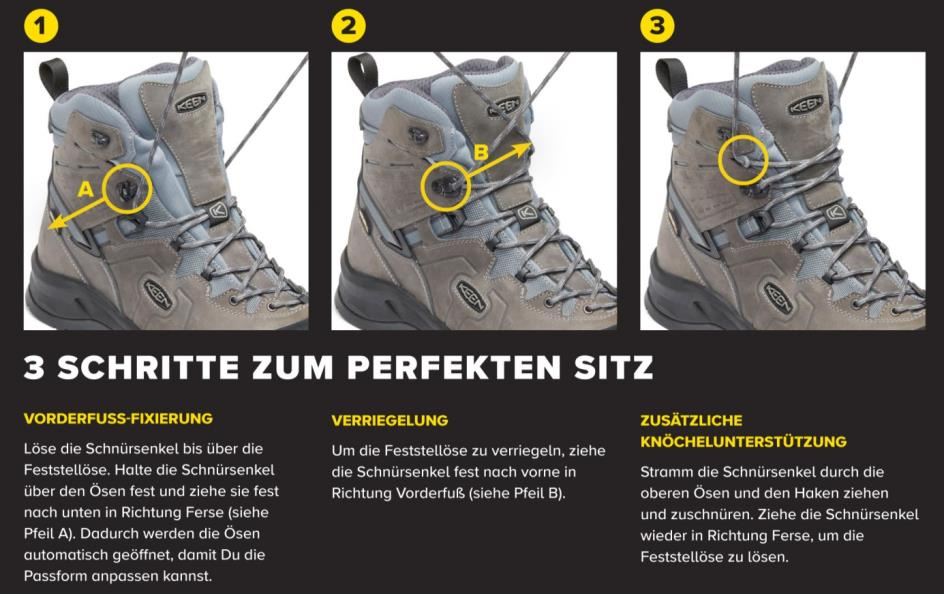 1
2
3
KEEN
KEEN
KEEN
A
B
K
K
K
KEEN
KEEN
KEEN
3 SCHRITTE ZUM PERFEKTEN SITZ
VORDERFUSS-FIXIERUNG
Löse die Schnürsenkel bis über die
Feststellöse. Halte die Schnürsenkel
über den Ösen fest und ziehe sie fest
nach unten in Richtung Ferse (siehe
Pfeil A). Dadurch werden die Ösen
automatisch geöffnet, damit Du die
Passform anpassen kannst.
VERRIEGELUNG
Um die Feststellöse zu verriegeln, ziehe
die Schnürsenkel fest nach vorne in
Richtung Vorderfuß (siehe Pfeil B).
ZUSÄTZLICHE
KNÖCHELUNTERSTÜTZUNG
Stramm die Schnürsenkel durch die
oberen Ösen und den Haken ziehen
und zuschnüren. Ziehe die Schnürsenkel
wieder in Richtung Ferse, um die
Feststellöse zu lösen.